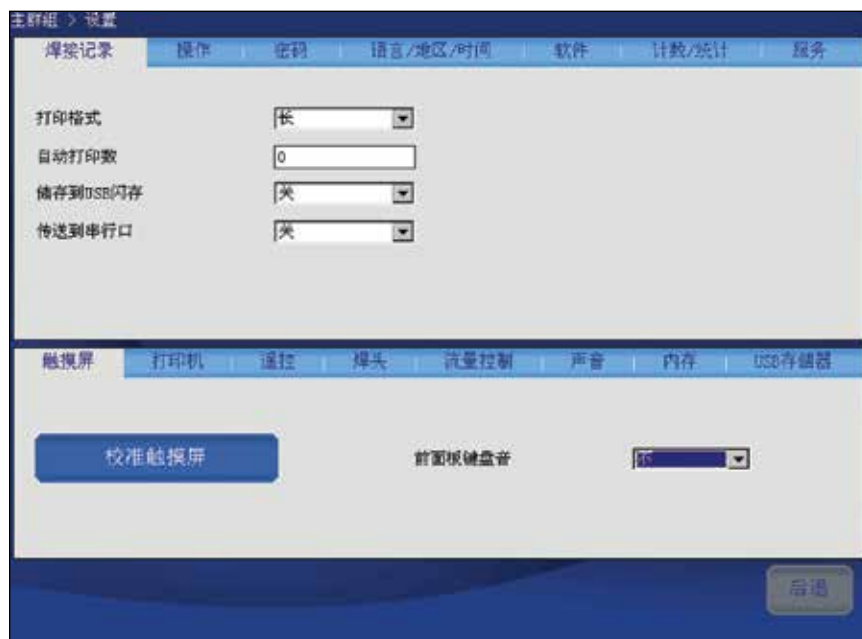 主群组 > 设置
焊接记录 操作 密码 语言/地区/时间 软件 计数/统计 服务
打印格式 长
自动打印数 0
储存到USB闪存 关
传送到串行口 关
触摸屏 打印机 遥控 焊头 流量控制 声音 内存 USB存储器
校准触摸屏 前面板键盘音 不
后退